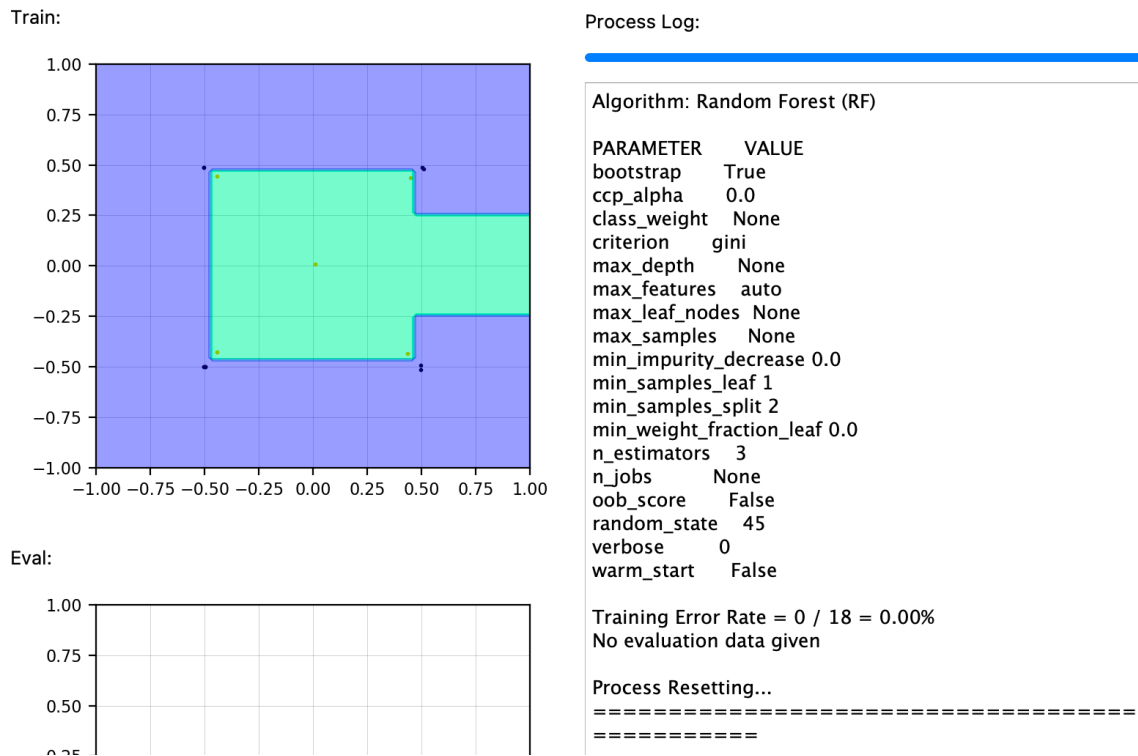 Train:
Process Log:
1.00
0.75
0.50
0.25
0.00
−0.25
−0.50
−0.75
−1.00
−1.00 −0.75 −0.50 −0.25 0.00 0.25 0.50 0.75 1.00
Algorithm: Random Forest (RF)
PARAMETER VALUE
bootstrap True
ccp_alpha 0.0
class_weight None
criterion gini
max_depth None
max_features auto
max_leaf_nodes None
max_samples None
min_impurity_decrease 0.0
min_samples_leaf 1
min_samples_split 2
min_weight_fraction_leaf 0.0
n_estimators 3
n_jobs None
oob_score False
random_state 45
verbose 0
warm_start False
Training Error Rate = 0 / 18 = 0.00%
No evaluation data given
Process Resetting...
==================================
===========
Eval:
1.00
0.75
0.50
0.25